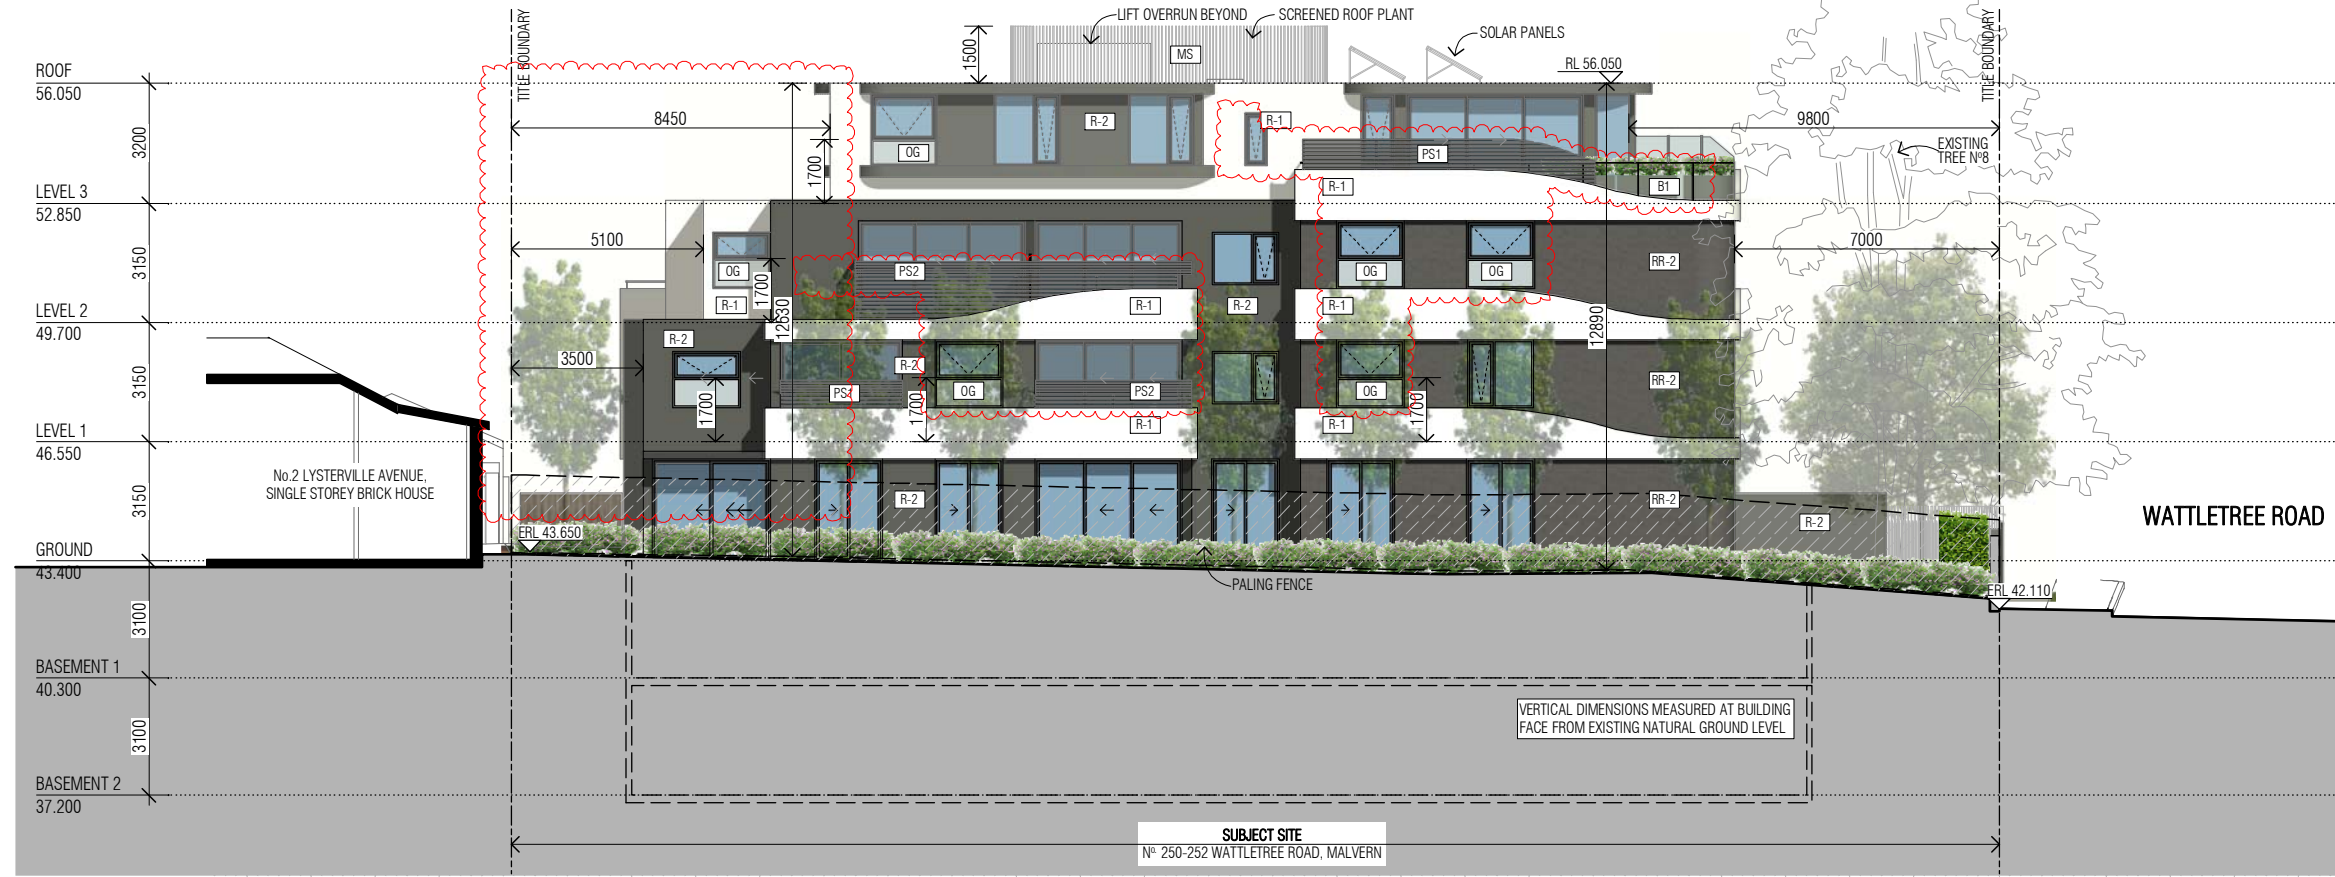 LIFT OVERRUN BEYOND
SCREENED ROOF PLANT
SOLAR PANELS
TITLE BOUNDARY
TITLE BOUNDARY
MS
1500
RL 56.050
ROOF
56.050
3200
8450
R-2
R-1
9800
OG
PS1
EXISTING
TREE Nº8
1700
R-1
B1
LEVEL 3
52.850
3150
5100
7000
OG
PS2
OG
OG
RR-2
R-1
1700
12630
R-1
R-2
R-1
12890
LEVEL 2
49.700
3150
R-2
3500
R-2
RR-2
PS1
OG
PS2
OG
1700
1700
1700
R-1
R-1
LEVEL 1
46.550
No.2 LYSTERVILLE AVENUE,
SINGLE STOREY BRICK HOUSE
3150
R-2
RR-2
R-2
WATTLETREE ROAD
ERL 43.650
GROUND
43.400
PALING FENCE
ERL 42.110
3100
BASEMENT 1
40.300
3100
VERTICAL DIMENSIONS MEASURED AT BUILDING
FACE FROM EXISTING NATURAL GROUND LEVEL
BASEMENT 2
37.200
SUBJECT SITE
Nº 250-252 WATTLETREE ROAD, MALVERN